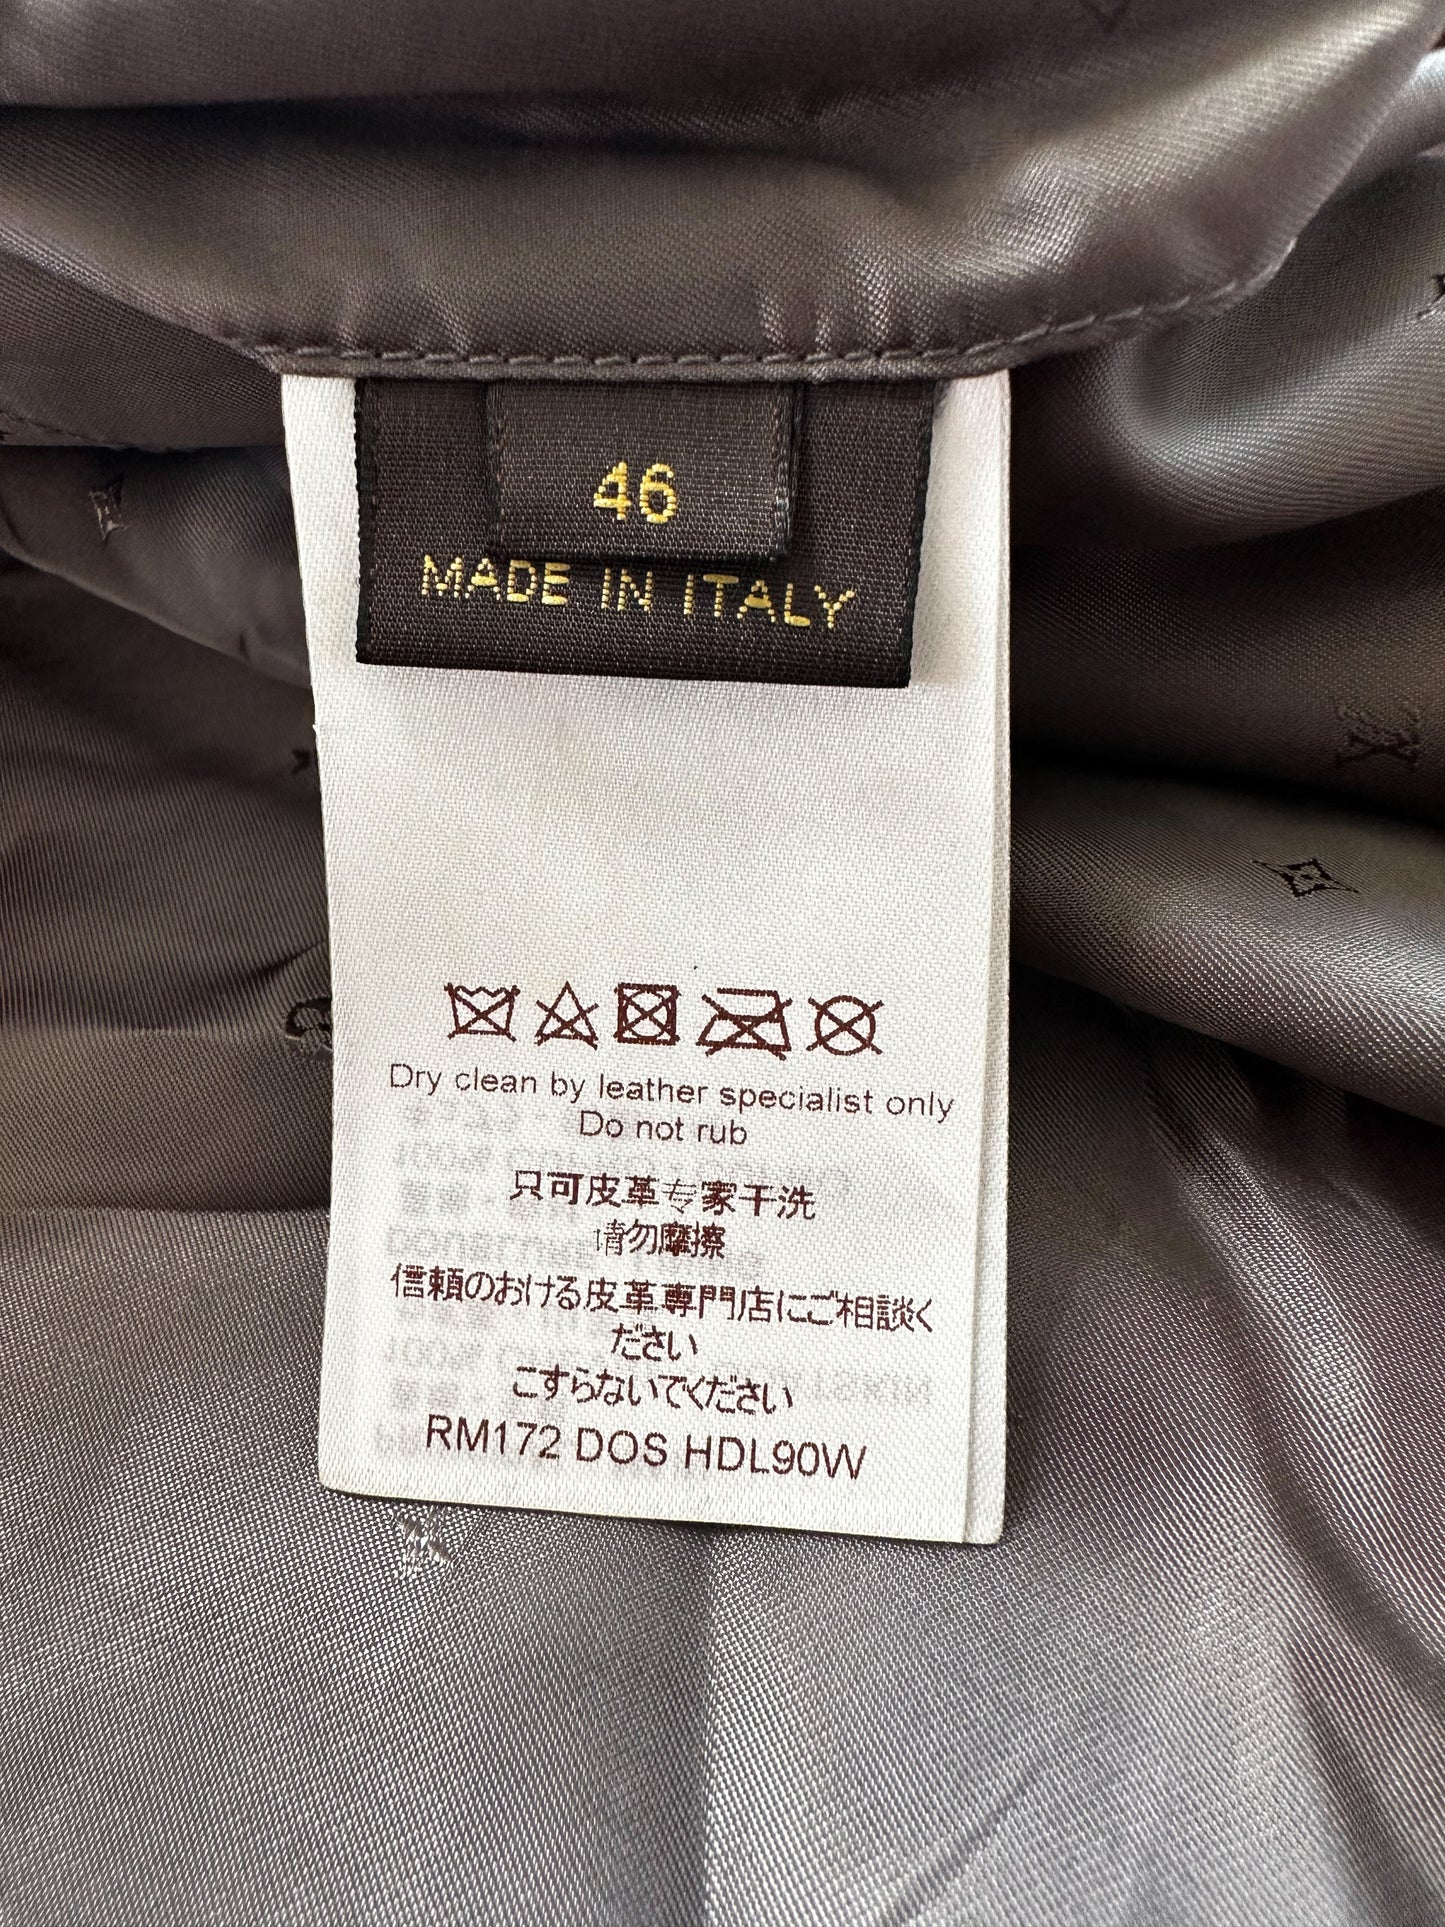 46
MADE IN ITALY
Dry clean by leather specialist only
Do not rub
只可皮革专家干洗
请勿摩擦
信頼のおける皮革専門店にご相談く
ださい
こすらないでください
RM172 DOS HDL90W